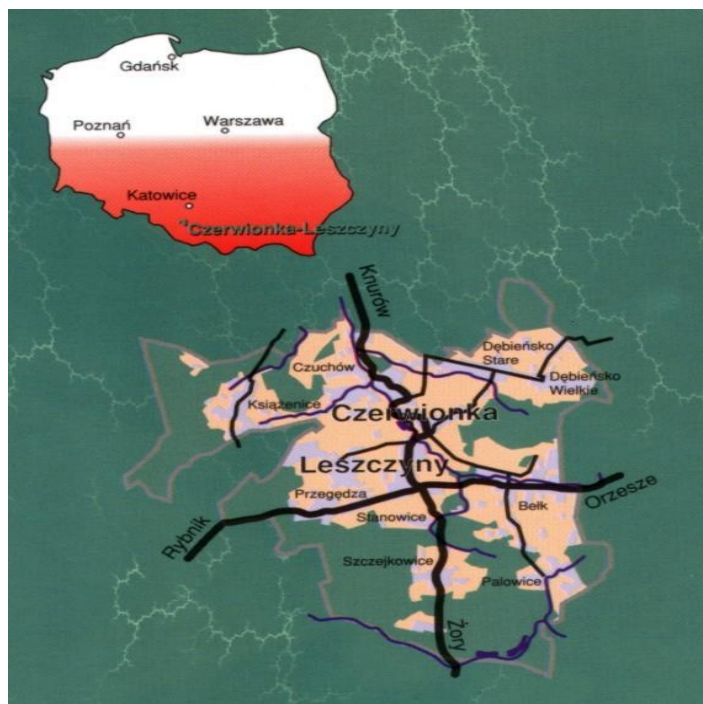 Gdańsk
Poznań
Warszawa
Katowice
Czerwionka-Leszczyny
Knurów
Dębieńsko
Stare
Czuchów
Dębieńsko
Wielkie
Książenice
Czerwionka
Leszczyny
Przegędza
Orzesze
Bełk
Stanowice
Rybnik
Szczejkowice
Palowice
Żory